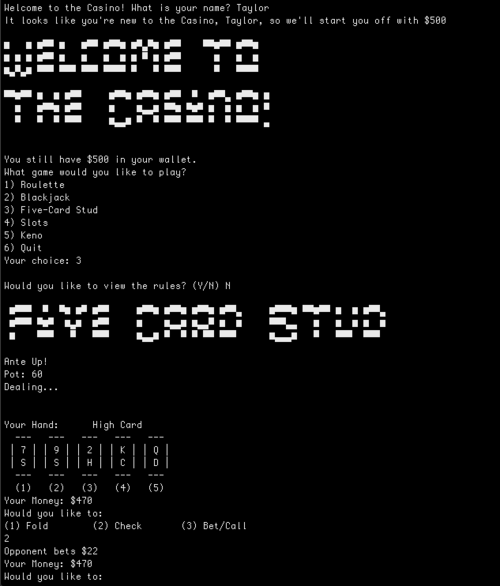 Welcome to the Casino! What is your name? Taylor
It looks like you're new to the Casino, Taylor, so we'll start you off with $500
WELCOME TO
THE CASINO!
You still have $500 in your wallet.
What game would you like to play?
1) Roulette
2) Blackjack
3) Five-Card Stud
4) Slots
5) Keno
6) Quit
Your choice: 3
Would you like to view the rules? (Y/N) N
FIVE CARD STUD
Ante Up!
Pot: 60
Dealing...
Your Hand: High Card
--- --- --- --- ---
| 7 | | 9 | | 2 | | K | | Q |
| S | | S | | H | | C | | D |
--- --- --- --- ---
(1) (2) (3) (4) (5)
Your Money: $470
Would you like to:
(1) Fold (2) Check (3) Bet/Call
2
Opponent bets $22
Your Money: $470
Would you like to: